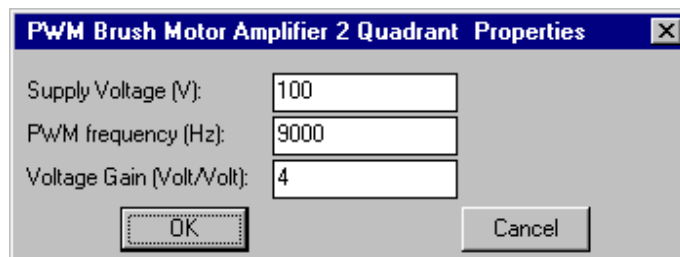 PWM Brush Motor Amplifier 2 Quadrant Properties
Supply Voltage (V): 100
PWM frequency (Hz): 9000
Voltage Gain (Volt/Volt): 4
OK Cancel